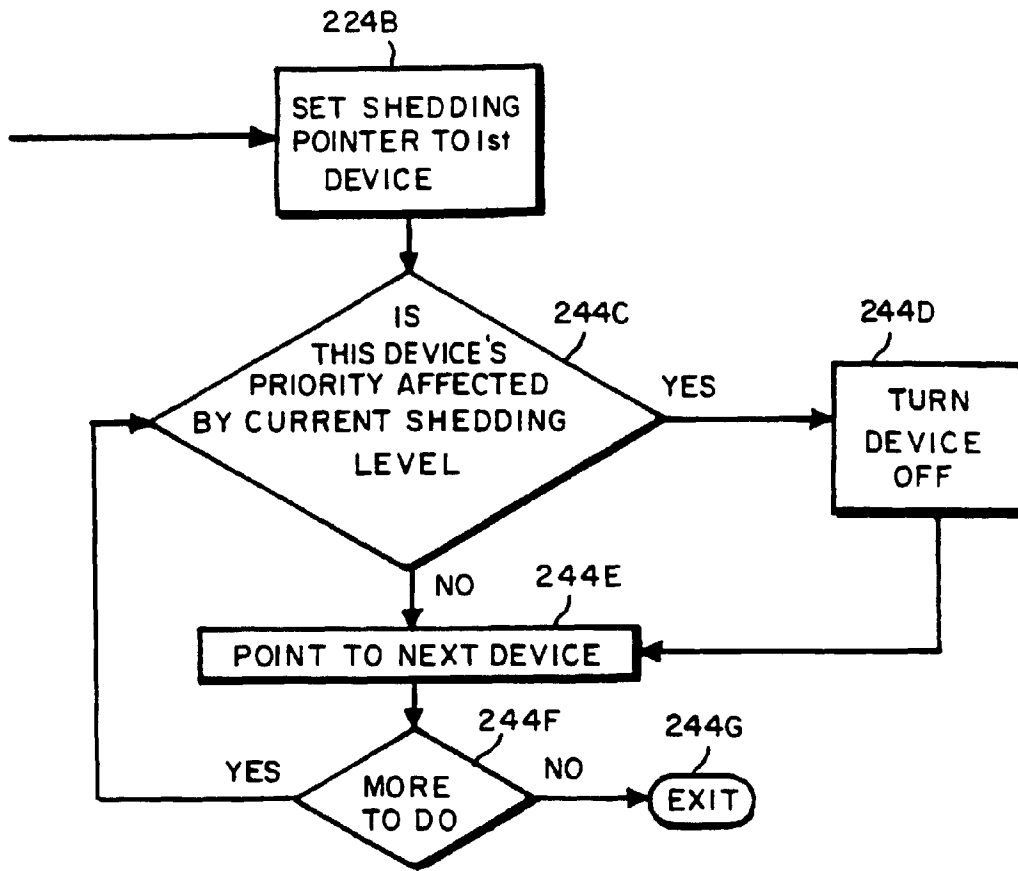 224B
SET SHEDDING
POINTER TO 1st
DEVICE
IS
THIS DEVICE'S
PRIORITY AFFECTED
BY CURRENT SHEDDING
LEVEL
244C
YES
244D
TURN
DEVICE
OFF
NO
244E
POINT TO NEXT DEVICE
244F
YES
MORE
TO DO
NO
244G
EXIT